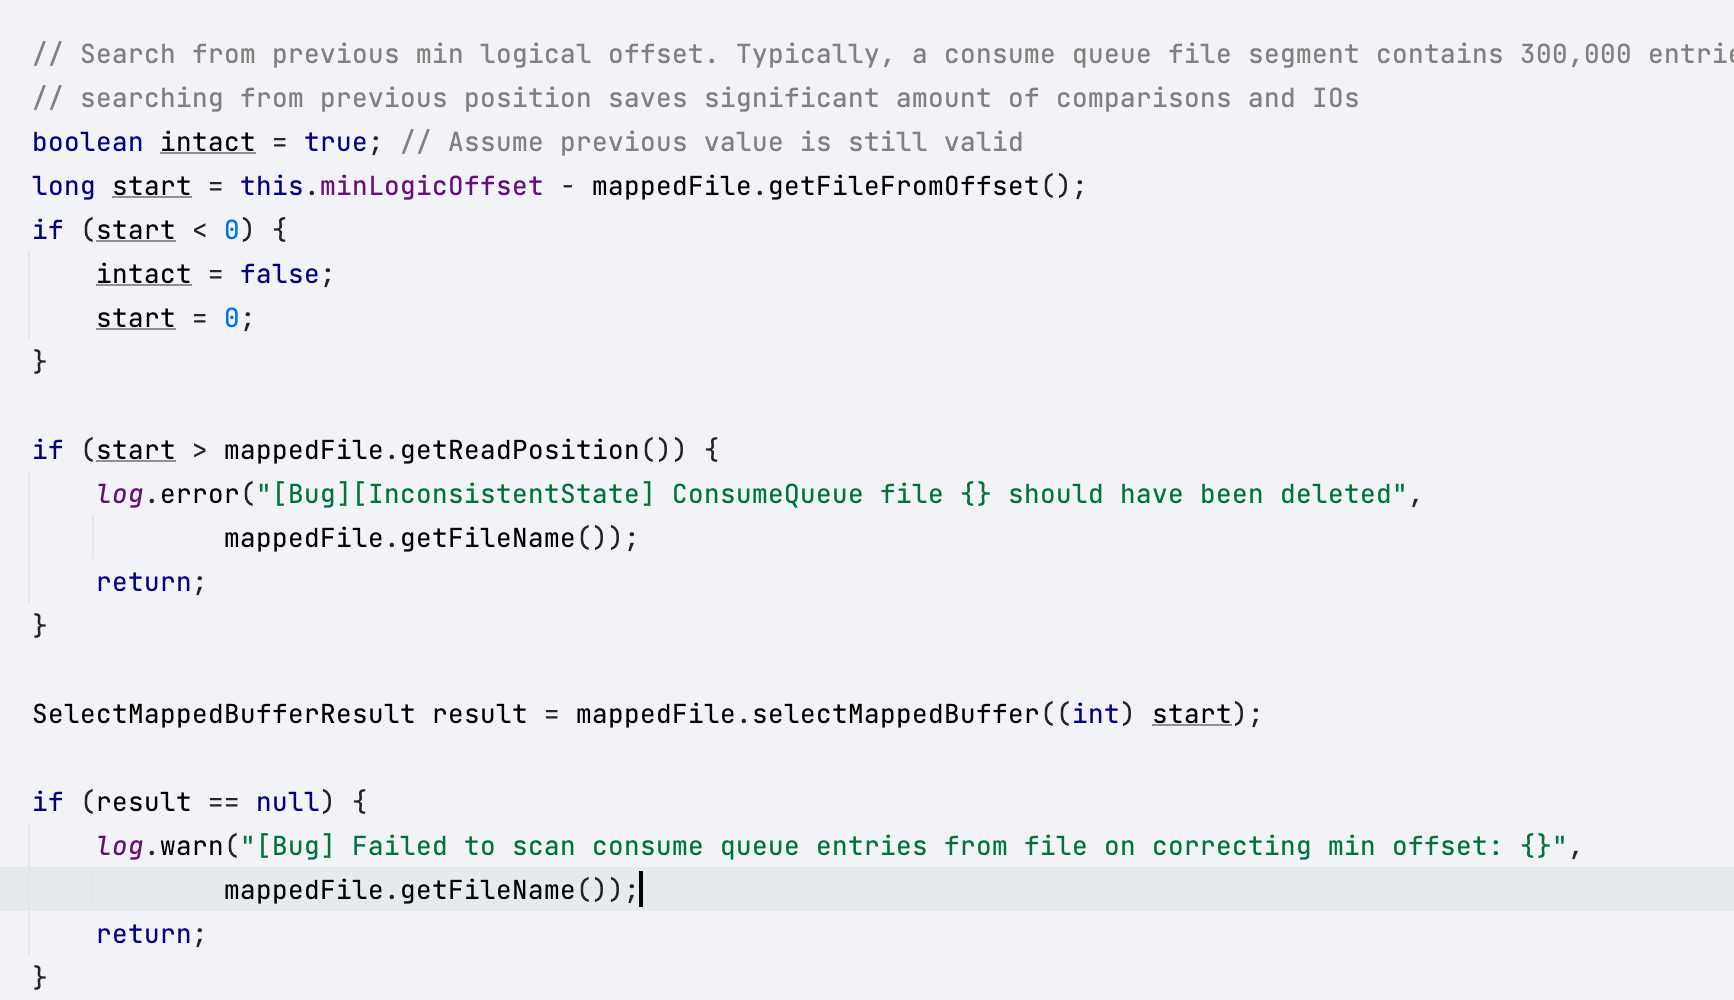 // Search from previous min logical offset. Typically, a consume queue file segment contains 300,000 
// searching from previous position saves significant amount of comparisons and IOs
boolean intact = true; // Assume previous value is still valid
long start = this.minLogicOffset - mappedFile.getFileFromOffset();
if (start < 0) {
    intact = false;
    start = 0;
}

if (start > mappedFile.getReadPosition()) {
    log.error("[Bug][InconsistentState] ConsumeQueue file {} should have been deleted",
            mappedFile.getFileName());
    return;
}

SelectMappedBufferResult result = mappedFile.selectMappedBuffer((int) start);

if (result == null) {
    log.warn("[Bug] Failed to scan consume queue entries from file on correcting min offset: {}",
            mappedFile.getFileName());
    return;
}